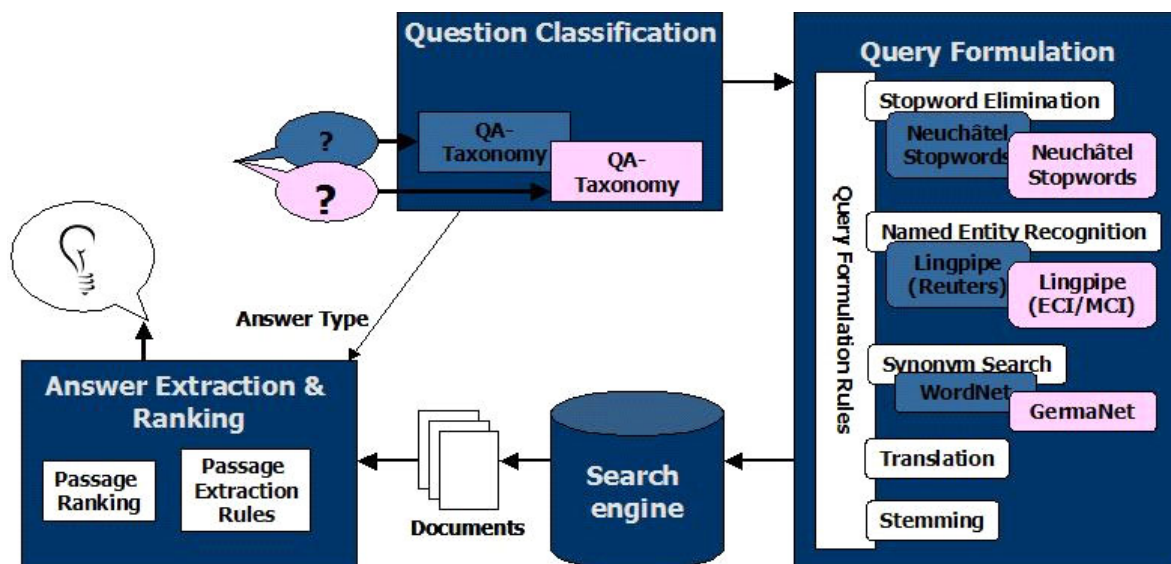 Question Classification
?
QA-
Taxonomy
?
QA-
Taxonomy
Query Formulation
Query Formulation Rules
Stopword Elimination
Neuchâtel
Stopwords
Neuchâtel
Stopwords
Named Entity Recognition
Lingpipe
(Reuters)
Lingpipe
(ECI/MCI)
Synonym Search
WordNet
GermaNet
Translation
Stemming
Answer Type
Answer Extraction &
Ranking
Passage
Ranking
Passage
Extraction
Rules
Documents
Search
engine